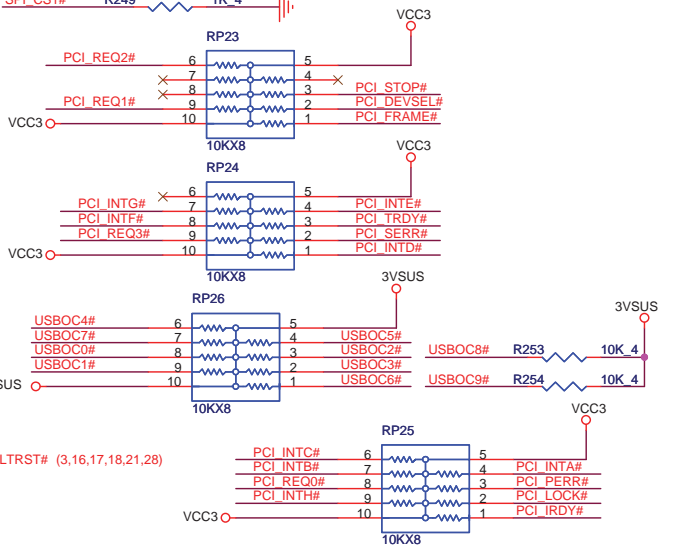 R249 1K_4
VCC3
RP23
PCI_REQ2# 6 5
7 4
8 3 PCI_STOP#
PCI_REQ1# 9 2 PCI_DEVSEL#
VCC3 10 1 PCI_FRAME#
10KX8
VCC3
RP24
6 5
PCI_INTG# 7 4 PCI_INTE#
PCI_INTF# 8 3 PCI_TRDY#
PCI_REQ3# 9 2 PCI_SERR#
VCC3 10 1 PCI_INTD#
10KX8
3VSUS
RP26 3VSUS
USBOC4# 6 5
USBOC7# 7 4 USBOC5#
USBOC0# 8 3 USBOC2# USBOC8# R253 10K_4
USBOC1# 9 2 USBOC3#
SUS 10 1 USBOC6# USBOC9# R254 10K_4
10KX8
VCC3
RP25
PCI_INTC# 6 5
LTRST# (3,16,17,18,21,28) PCI_INTB# 7 4 PCI_INTA#
PCI_REQ0# 8 3 PCI_PERR#
PCI_INTH# 9 2 PCI_LOCK#
VCC3 10 1 PCI_IRDY#
10KX8